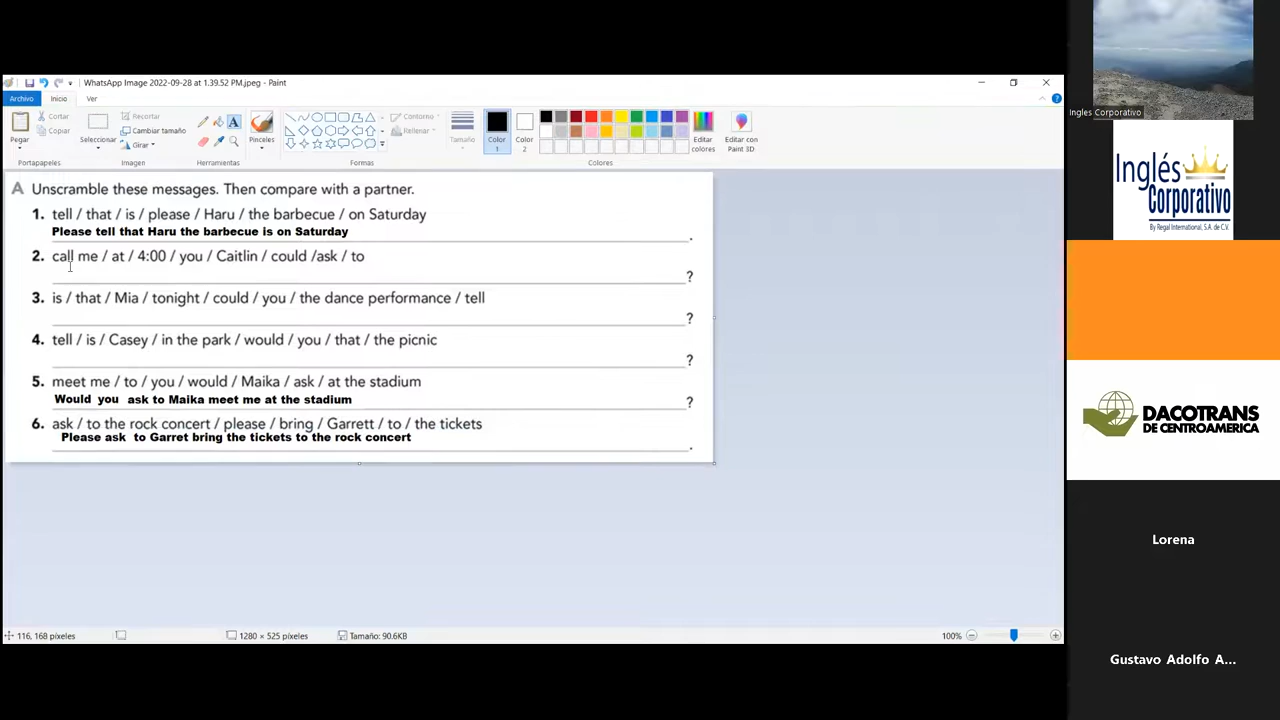 WhatsApp Image 2022-09-28 at 1.39.52 PM.jpeg - Paint
Archivo Inicio Ver
Pegar
Cortar
Copiar
Portapapeles
Seleccionar
Recortar
Cambiar tamaño
Girar
Imagen
A
Herramientas
Pinceles
Contorno
Rellenar
Formas
Tamaño
Color 1
Color 2
Editar colores
Editar con Paint 3D
Colores
A Unscramble these messages. Then compare with a partner.
1. tell / that / is / please / Haru / the barbecue / on Saturday
Please tell that Haru the barbecue is on Saturday
.
2. call me / at / 4:00 / you / Caitlin / could /ask / to
?
3. is / that / Mia / tonight / could / you / the dance performance / tell
?
4. tell / is / Casey / in the park / would / you / that / the picnic
?
5. meet me / to / you / would / Maika / ask / at the stadium
Would you ask to Maika meet me at the stadium
?
6. ask / to the rock concert / please / bring / Garrett / to / the tickets
Please ask to Garret bring the tickets to the rock concert
.
116, 168 píxeles
1280 × 525 píxeles
Tamaño: 90.6KB
100%
Ingles Corporativo
Inglés
Corporativo
By Regal International, S.A. de C.V.
DACOTRANS
DE CENTROAMERICA
Lorena
Gustavo Adolfo A...